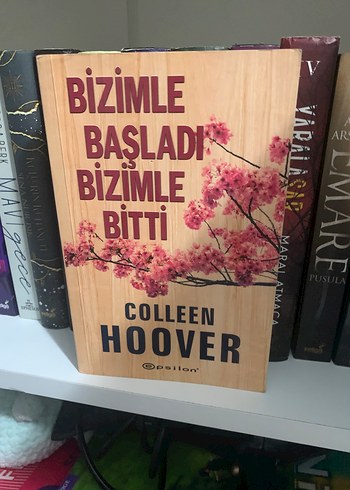 BİZİMLE
BAŞLADI
BİZİMLE
BİTTİ
COLLEEN
HOOVER
epsilon
MAVİ gece
MARAL ATMACA
PUSULA